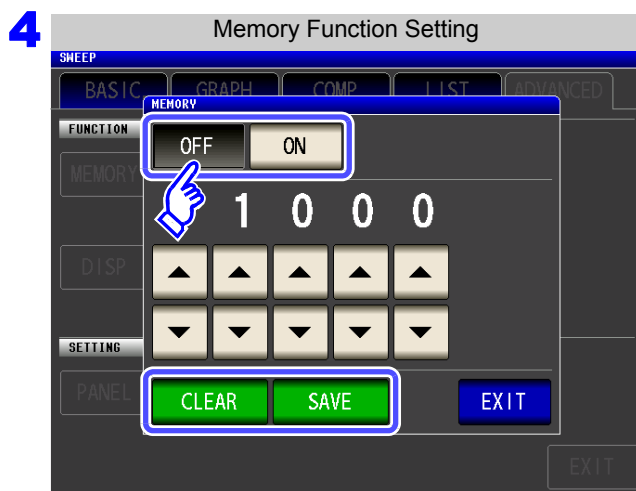 4
Memory Function Setting
SWEEP
BASIC GRAPH COMP LIST ADVANCED
MEMORY
FUNCTION
OFF ON
MEMORY
1 0 0 0
DISP
SETTING
PANEL
CLEAR SAVE EXIT
EXIT